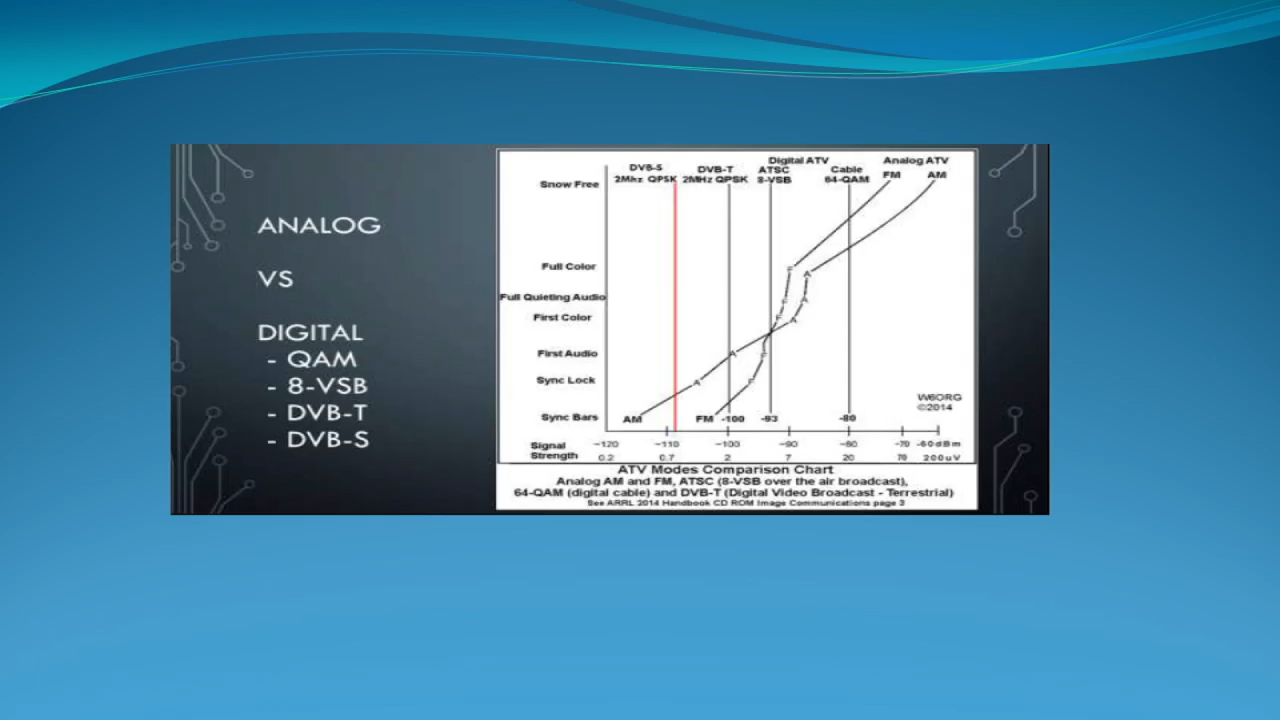 ANALOG
VS
DIGITAL
- QAM
- 8-VSB
- DVB-T
- DVB-S
Digital ATV
Analog ATV
DVB-S
2Mhz QPSK
DVB-T
2MHz QPSK
ATSC
8-VSB
Cable
64-QAM
FM
AM
Snow Free
Full Color
Full Quieting Audio
First Color
First Audio
Sync Lock
Sync Bars
AM
FM
-100
-93
-80
W6ORG
©2014
Signal
Strength
-120 -110 -100 -90 -80 -70 -60dBm
0.2 0.7 2 7 20 70 200uV
ATV Modes Comparison Chart
Analog AM and FM, ATSC (8-VSB over the air broadcast),
64-QAM (digital cable) and DVB-T (Digital Video Broadcast - Terrestrial)
See ARRL 2014 Handbook CD ROM Image Communications page 3